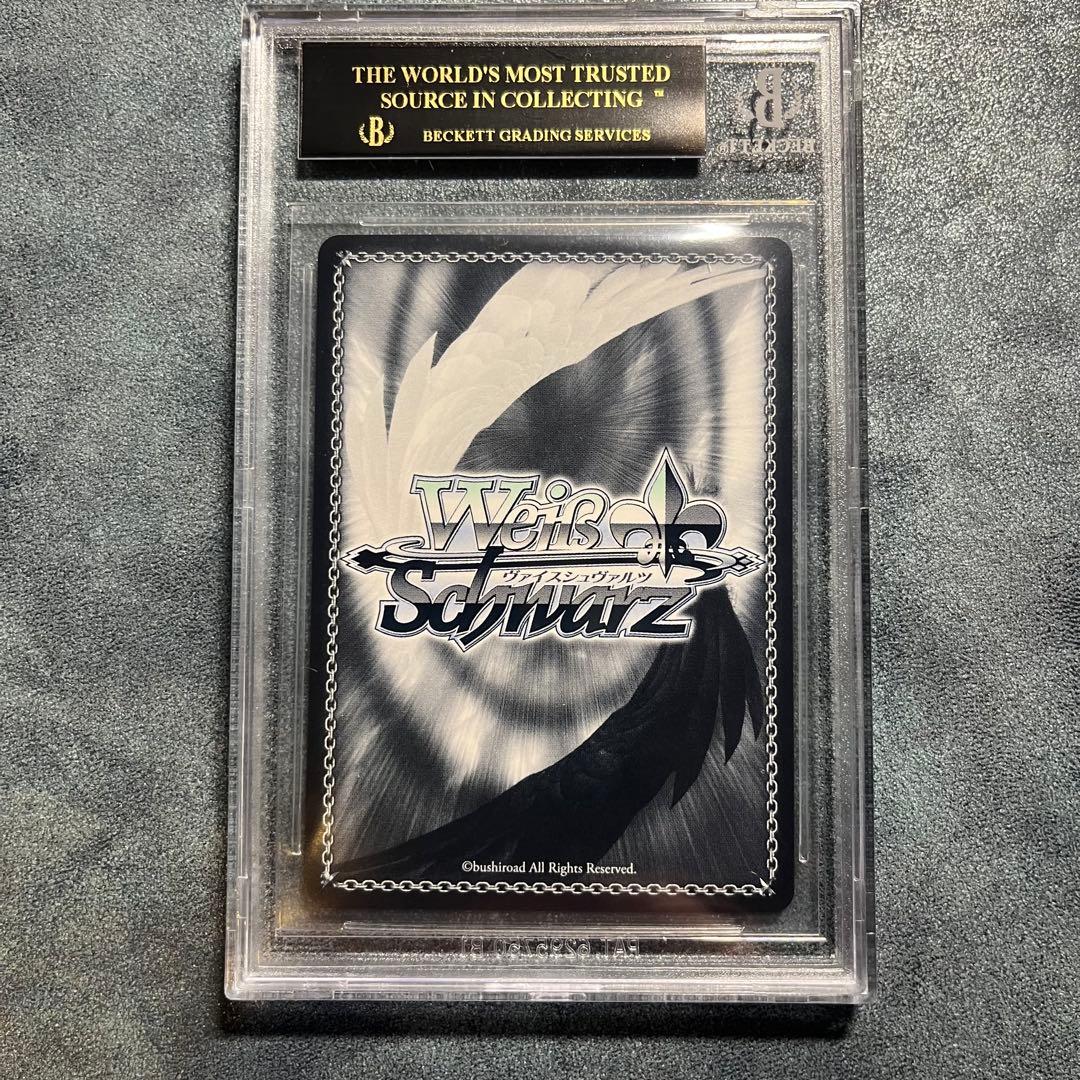 THE WORLD'S MOST TRUSTED
SOURCE IN COLLECTING ™
B BECKETT GRADING SERVICES
B
BECKETT®
Weiß
ヴァイスシュヴァルツ
Schwarz
©bushiroad All Rights Reserved.